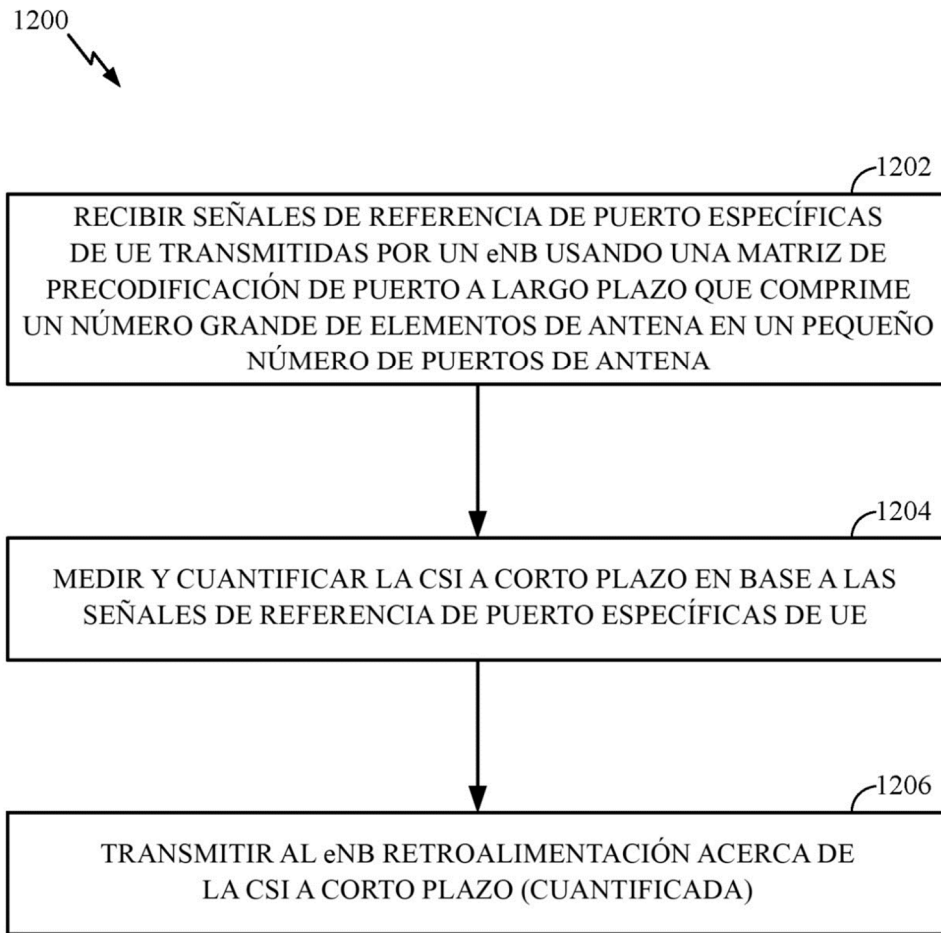 1200
1202
RECIBIR SEÑALES DE REFERENCIA DE PUERTO ESPECÍFICAS
DE UE TRANSMITIDAS POR UN eNB USANDO UNA MATRIZ DE
PRECODIFICACIÓN DE PUERTO A LARGO PLAZO QUE COMPRIME
UN NÚMERO GRANDE DE ELEMENTOS DE ANTENA EN UN PEQUEÑO
NÚMERO DE PUERTOS DE ANTENA
1204
MEDIR Y CUANTIFICAR LA CSI A CORTO PLAZO EN BASE A LAS
SEÑALES DE REFERENCIA DE PUERTO ESPECÍFICAS DE UE
1206
TRANSMITIR AL eNB RETROALIMENTACIÓN ACERCA DE
LA CSI A CORTO PLAZO (CUANTIFICADA)